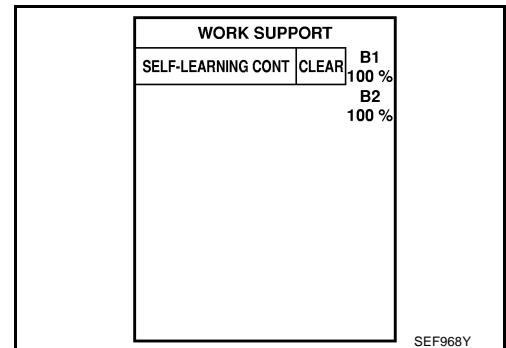 WORK SUPPORT
SELF-LEARNING CONT CLEAR B1
100 %
B2
100 %
SEF968Y